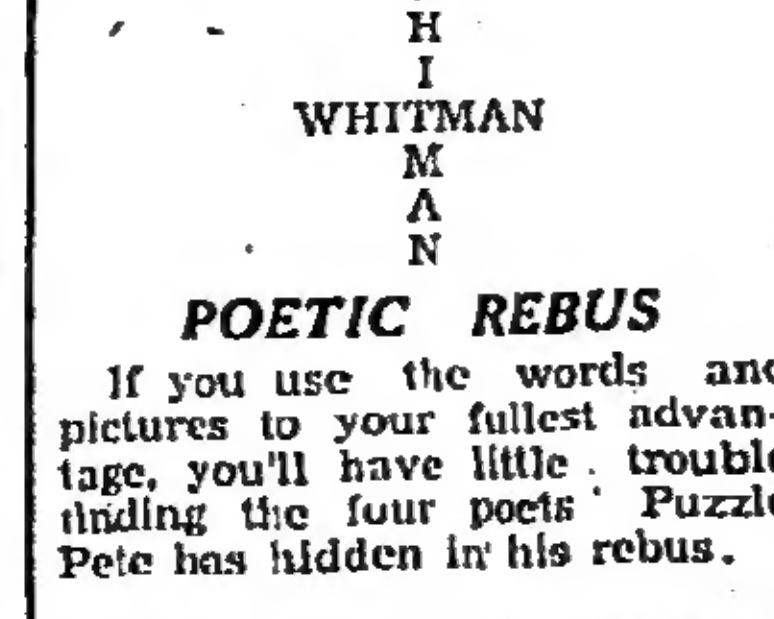 H
I
WHITMAN
M
A
N
POETIC REBUS
If you use the words and
pictures to your fullest advan-
tage, you'll have little trouble
finding the four poets Puzzle
Pete has hidden in his rebus.